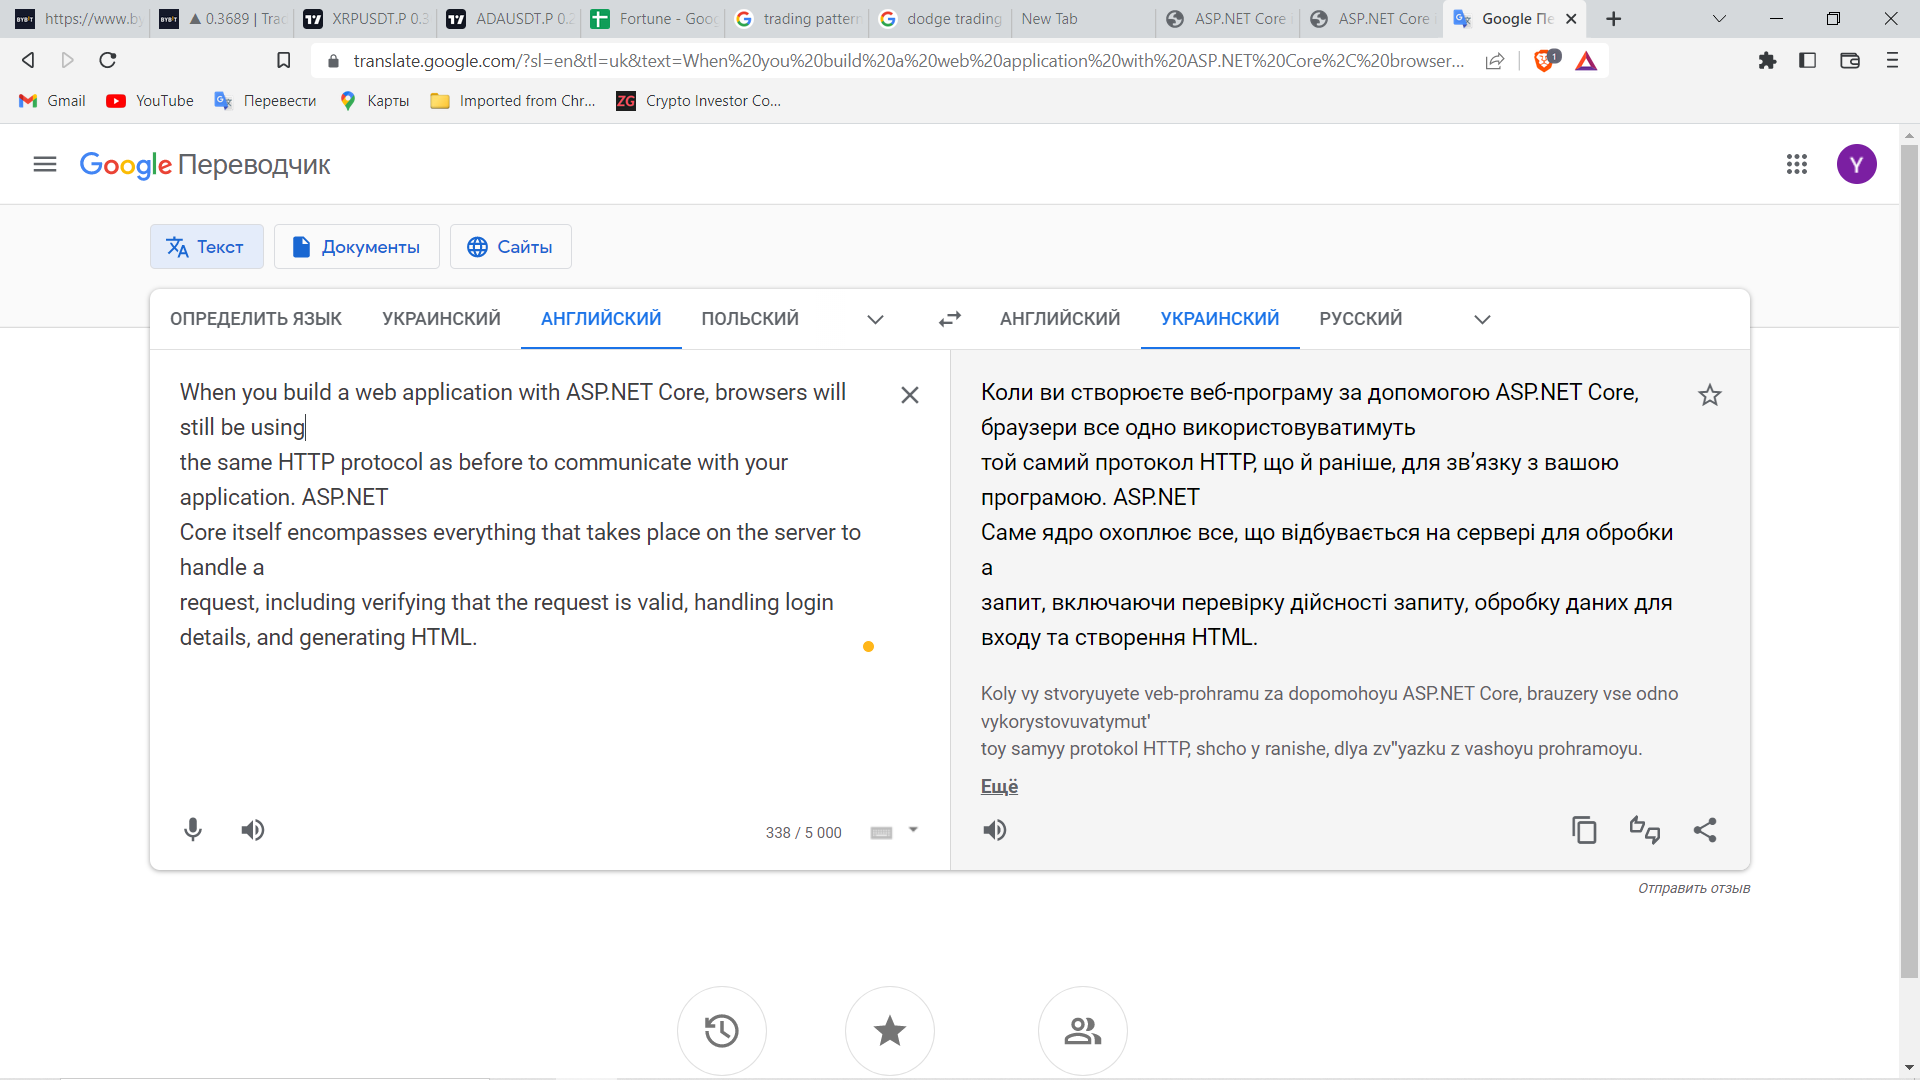 https://www.by
▲ 0.3689 | Trac
XRPUSDT.P 0.3
ADAUSDT.P 0.2
Fortune - Goog
trading pattern
dodge trading
New Tab
ASP.NET Core i
ASP.NET Core i
Google Пе
translate.google.com/?sl=en&tl=uk&text=When%20you%20build%20a%20web%20application%20with%20ASP.NET%20Core%2C%20browser...
1
Gmail
YouTube
Перевести
Карты
Imported from Chr...
ZG
Crypto Investor Co...
Google Переводчик
Y
Текст
Документы
Сайты
ОПРЕДЕЛИТЬ ЯЗЫК
УКРАИНСКИЙ
АНГЛИЙСКИЙ
ПОЛЬСКИЙ
АНГЛИЙСКИЙ
УКРАИНСКИЙ
РУССКИЙ
When you build a web application with ASP.NET Core, browsers will
still be using
the same HTTP protocol as before to communicate with your
application. ASP.NET
Core itself encompasses everything that takes place on the server to
handle a
request, including verifying that the request is valid, handling login
details, and generating HTML.
338 / 5 000
Коли ви створюєте веб-програму за допомогою ASP.NET Core,
браузери все одно використовуватимуть
той самий протокол HTTP, що й раніше, для зв’язку з вашою
програмою. ASP.NET
Саме ядро охоплює все, що відбувається на сервері для обробки
а
запит, включаючи перевірку дійсності запиту, обробку даних для
входу та створення HTML.
Koly vy stvoryuyete veb-prohramu za dopomohoyu ASP.NET Core, brauzery vse odno
vykorystovuvatymutʹ
toy samyy protokol HTTP, shcho y ranishe, dlya zv"yazku z vashoyu prohramoyu.
Ещё
Отправить отзыв